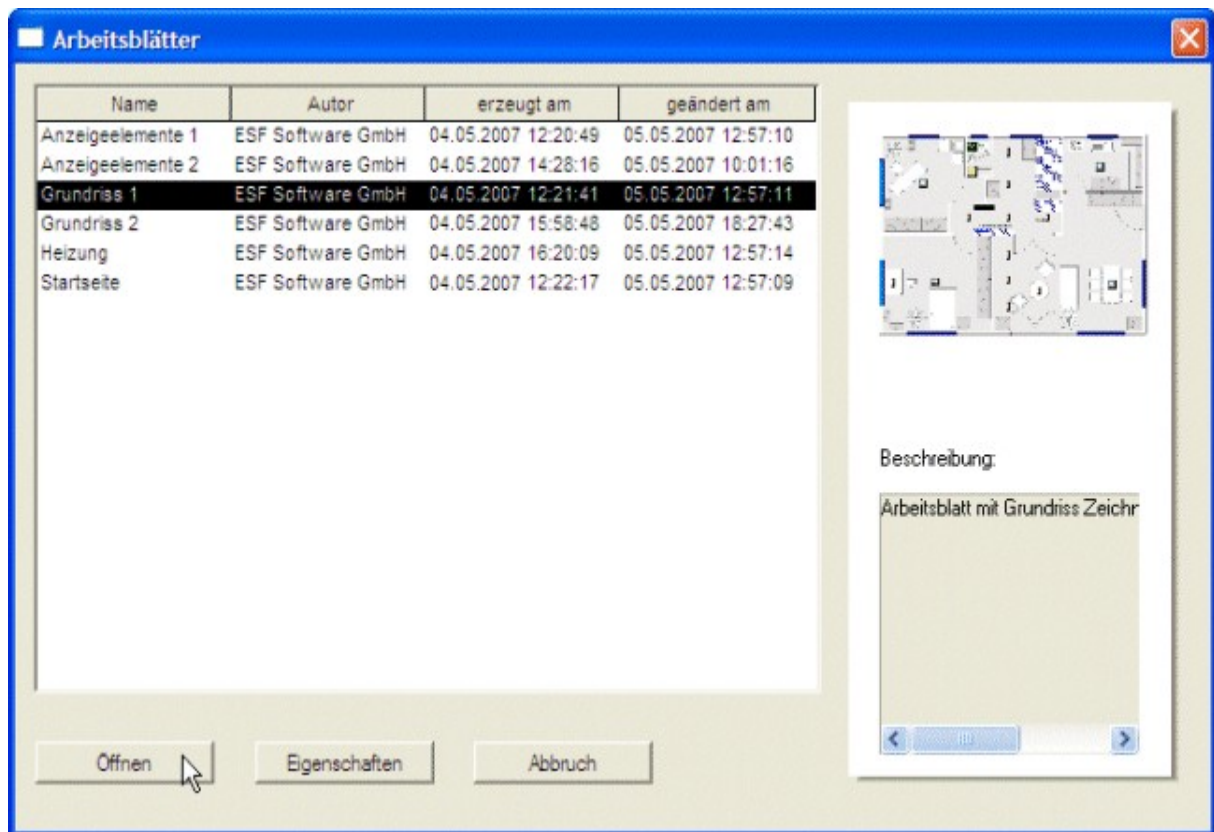 Arbeitsblätter
Name Autor erzeugt am geändert am
Anzeigeelemente 1 ESF Software GmbH 04.05.2007 12:20:49 05.05.2007 12:57:10
Anzeigeelemente 2 ESF Software GmbH 04.05.2007 14:28:16 05.05.2007 10:01:16
Grundriss 1 ESF Software GmbH 04.05.2007 12:21:41 05.05.2007 12:57:11
Grundriss 2 ESF Software GmbH 04.05.2007 15:58:48 05.05.2007 18:27:43
Heizung ESF Software GmbH 04.05.2007 16:20:09 05.05.2007 12:57:14
Startseite ESF Software GmbH 04.05.2007 12:22:17 05.05.2007 12:57:09
Beschreibung:
Arbeitsblatt mit Grundriss Zeichr
Öffnen Eigenschaften Abbruch